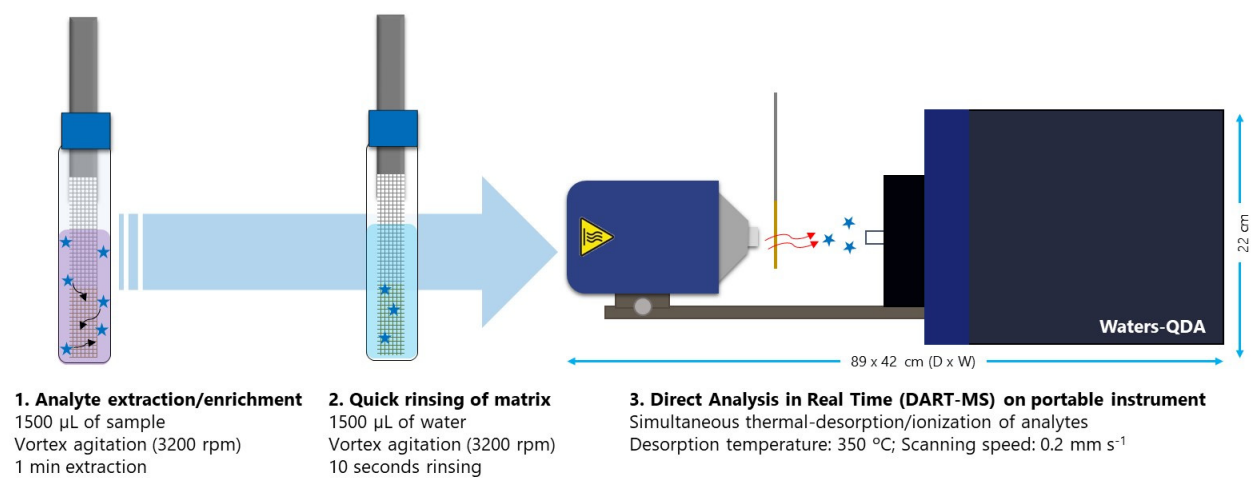 Waters-QDA
22 cm
89 x 42 cm (D x W)
1. Analyte extraction/enrichment
1500 µL of sample
Vortex agitation (3200 rpm)
1 min extraction
2. Quick rinsing of matrix
1500 µL of water
Vortex agitation (3200 rpm)
10 seconds rinsing
3. Direct Analysis in Real Time (DART-MS) on portable instrument
Simultaneous thermal-desorption/ionization of analytes
Desorption temperature: 350 ºC; Scanning speed: 0.2 mm s⁻¹